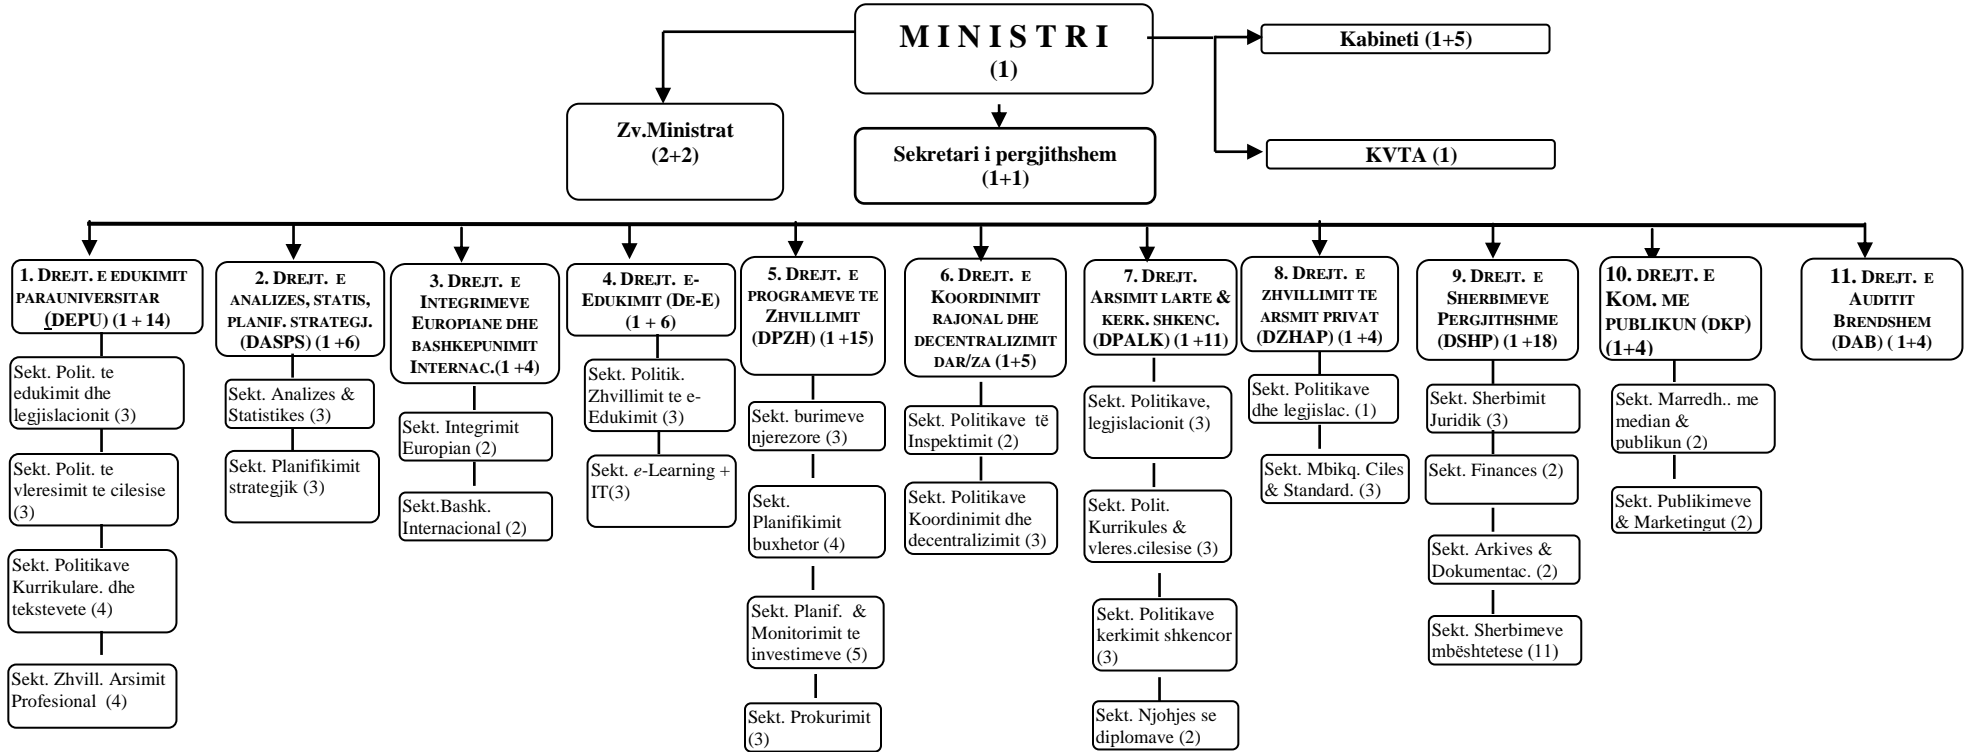 M I N I S T R I
(1)
Kabineti (1+5)
Zv.Ministrat
(2+2)
Sekretari i pergjithshem
(1+1)
KVTA (1)
1. DREJT. E EDUKIMIT
PARAUNIVERSITAR
(DEPU) (1 + 14)
Sekt. Polit. te
edukimit dhe
legjislacionit (3)
Sekt. Polit. te
vleresimit te cilesise
(3)
Sekt. Politikave
Kurrikulare. dhe
tekstevete (4)
Sekt. Zhvill. Arsimit
Profesional (4)
2. DREJT. E
ANALIZES, STATIS,
PLANIF. STRATEGJ.
(DASPS) (1 +6)
Sekt. Analizes &
Statistikes (3)
Sekt. Planifikimit
strategjik (3)
3. DREJT. E
INTEGRIMEVE
EUROPIANE DHE
BASHKEPUNIMIT
INTERNAC.(1 +4)
Sekt. Integrimit
Europian (2)
Sekt.Bashk.
Internacional (2)
4. DREJT. E-
EDUKIMIT (DE-E)
(1 + 6)
Sekt. Politik.
Zhvillimit te e-
Edukimit (3)
Sekt. e-Learning +
IT(3)
5. DREJT. E
PROGRAMEVE TE
ZHVILLIMIT
(DPZH) (1 +15)
Sekt. burimeve
njerezore (3)
Sekt.
Planifikimit
buxhetor (4)
Sekt. Planif. &
Monitorimit te
investimeve (5)
Sekt. Prokurimit
(3)
6. DREJT. E
KOORDINIMIT
RAJONAL DHE
DECENTRALIZIMIT
DAR/ZA (1+5)
Sekt. Politikave të
Inspektimit (2)
Sekt. Politikave
Koordinimit dhe
decentralizimit (3)
7. DREJT.
ARSIMIT LARTE &
KERK. SHKENC.
(DPALK) (1 +11)
Sekt. Politikave,
legjislacionit (3)
Sekt. Polit.
Kurrikules &
vleres.cilesise (3)
Sekt. Politikave
kerkimit shkencor
(3)
Sekt. Njohjes se
diplomave (2)
8. DREJT. E
ZHVILLIMIT TE
ARSMIT PRIVAT
(DZHAP) (1 +4)
Sekt. Politikave
dhe legjislac. (1)
Sekt. Mbikq. Ciles
& Standard. (3)
9. DREJT. E
SHERBIMEVE
PERGJITHSHME
(DSHP) (1 +18)
Sekt. Sherbimit
Juridik (3)
Sekt. Finances (2)
Sekt. Arkives &
Dokumentac. (2)
Sekt. Sherbimeve
mbështetese (11)
10. DREJT. E
KOM. ME
PUBLIKUN (DKP)
(1+4)
Sekt. Marredh.. me
median &
publikun (2)
Sekt. Publikimeve
& Marketingut (2)
11. DREJT. E
AUDITIT
BRENDSHEM
(DAB) ( 1+4)